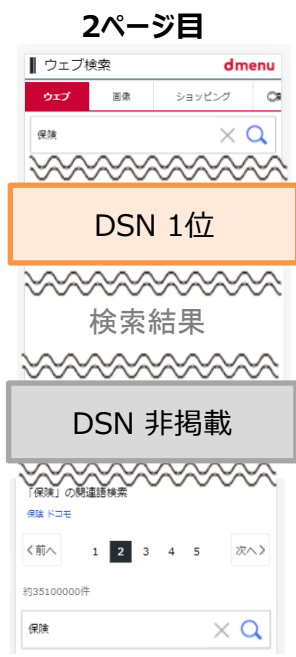 2ページ目
ウェブ検索 dmenu
ウェブ 画像 ショッピング
保険
DSN 1位
検索結果
DSN 非掲載
「保険」の関連語検索
保険 ドコモ
〈前へ 1 2 3 4 5 次へ〉
約35100000件
保険